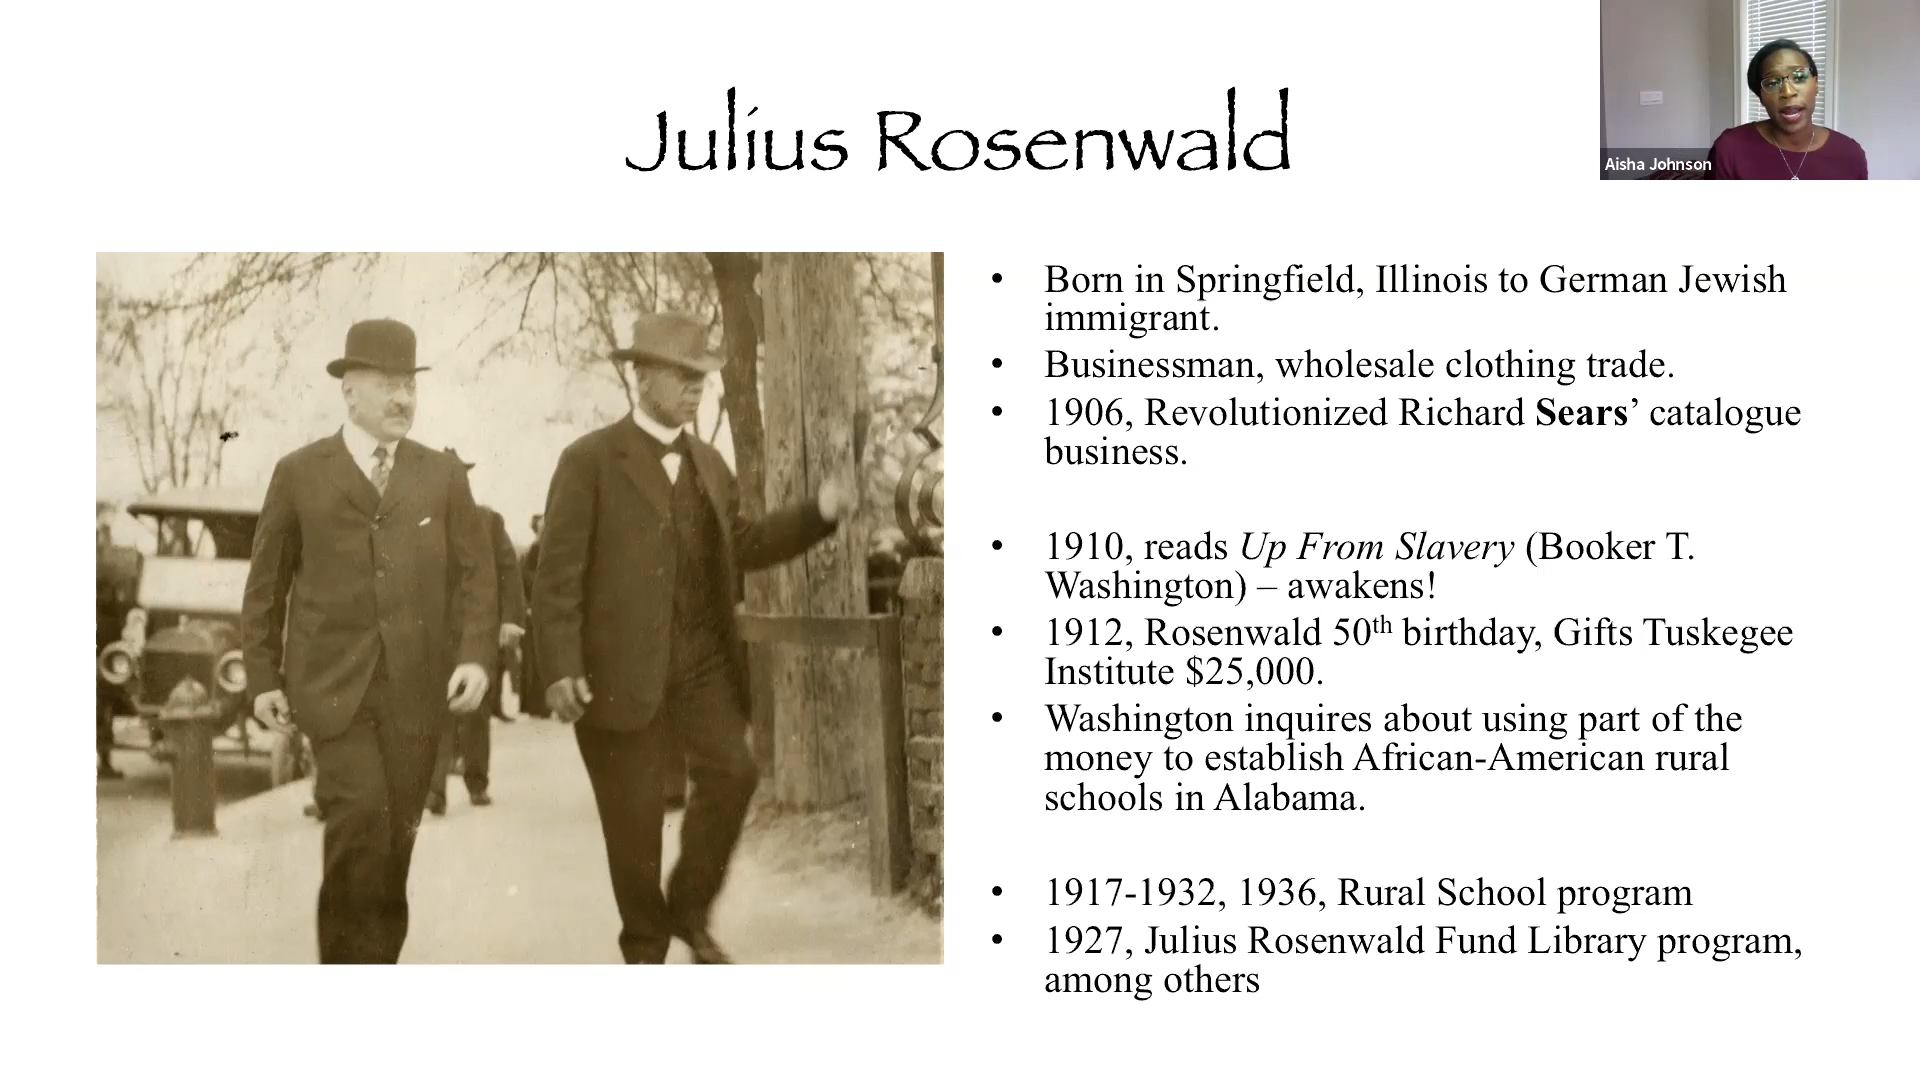 Julius Rosenwald
Aisha Johnson
• Born in Springfield, Illinois to German Jewish
immigrant.
• Businessman, wholesale clothing trade.
• 1906, Revolutionized Richard Sears’ catalogue
business.
• 1910, reads Up From Slavery (Booker T.
Washington) – awakens!
• 1912, Rosenwald 50th birthday, Gifts Tuskegee
Institute $25,000.
• Washington inquires about using part of the
money to establish African-American rural
schools in Alabama.
• 1917-1932, 1936, Rural School program
• 1927, Julius Rosenwald Fund Library program,
among others